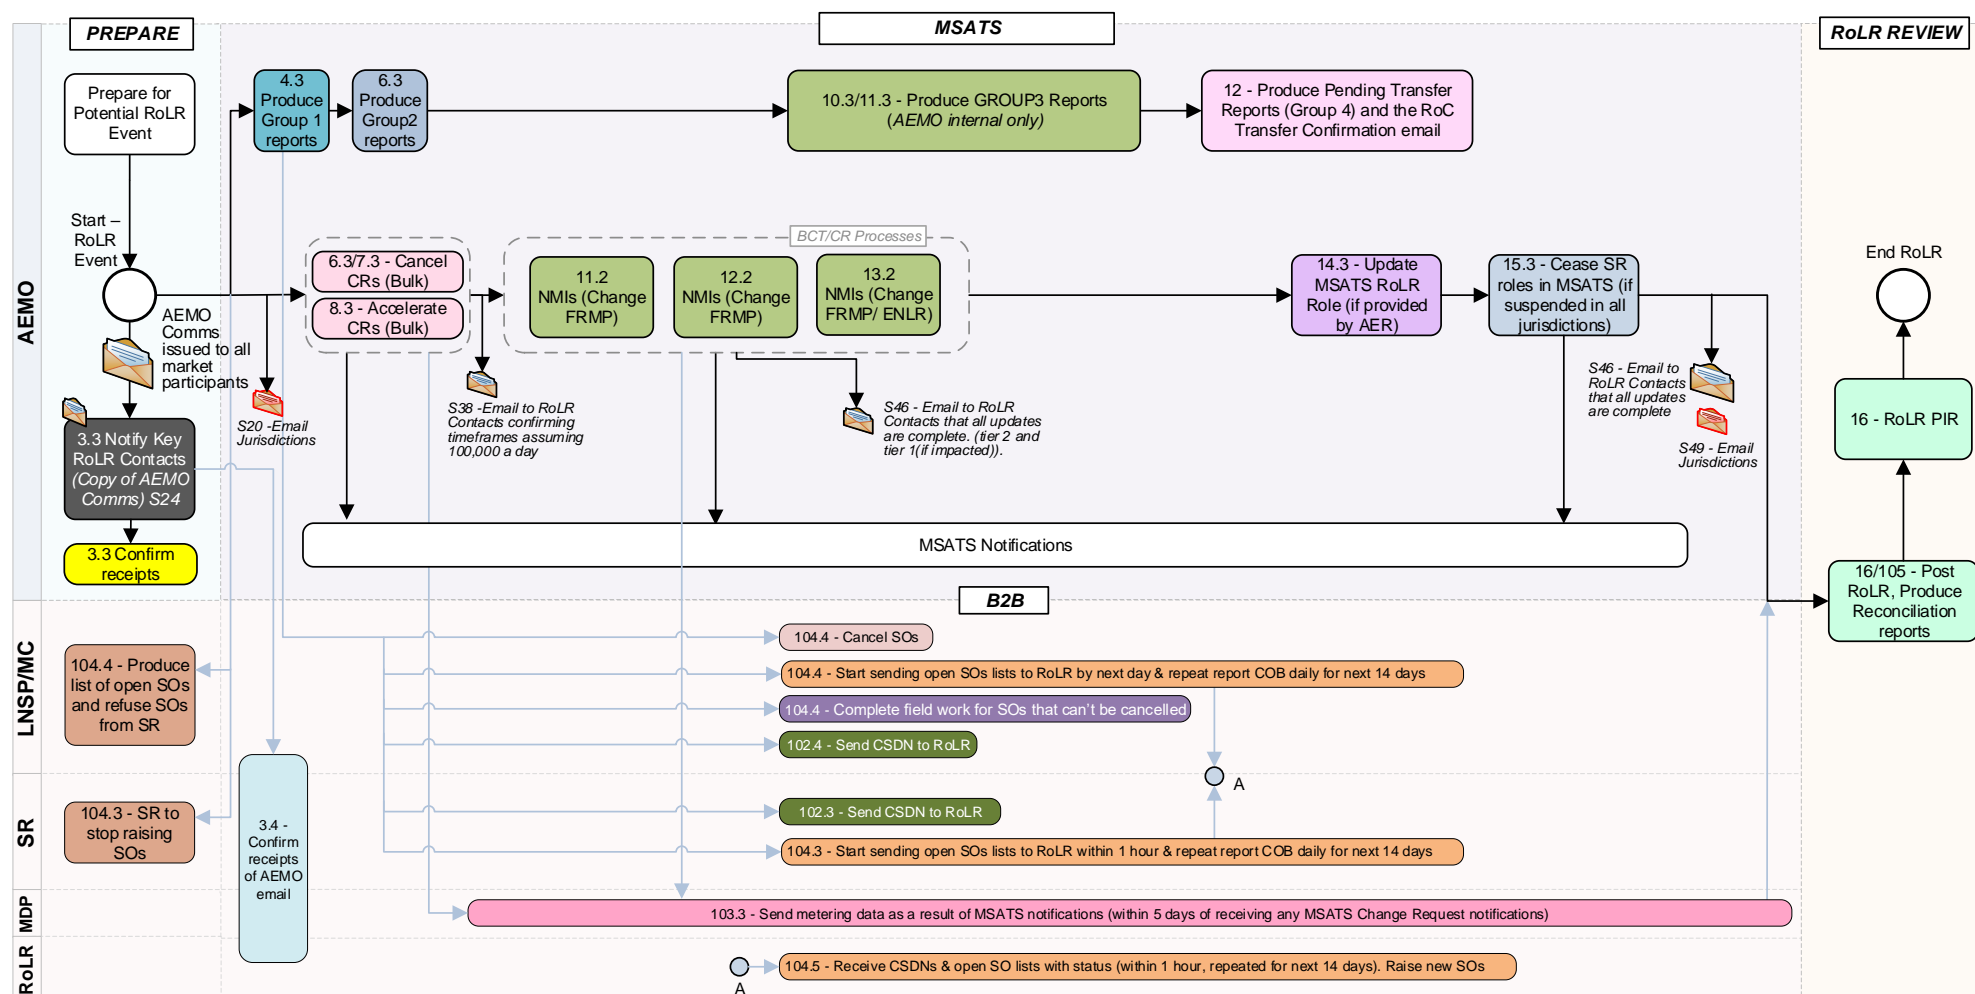 PREPARE
MSATS
RoLR REVIEW
AEMO
Prepare for
Potential RoLR
Event
4.3
Produce
Group 1
reports
6.3
Produce
Group2
reports
10.3/11.3 - Produce GROUP3 Reports
(AEMO internal only)
12 - Produce Pending Transfer
Reports (Group 4) and the RoC
Transfer Confirmation email
Start –
RoLR
Event
BCT/CR Processes
6.3/7.3 - Cancel
CRs (Bulk)
8.3 - Accelerate
CRs (Bulk)
11.2
NMIs (Change
FRMP)
12.2
NMIs (Change
FRMP)
13.2
NMIs (Change
FRMP/ ENLR)
14.3 - Update
MSATS RoLR
Role (if provided
by AER)
15.3 - Cease SR
roles in MSATS (if
suspended in all
jurisdictions)
End RoLR
AEMO
Comms
issued to all
market
participants
S20 -Email
Jurisdictions
S38 -Email to RoLR
Contacts confirming
timeframes assuming
100,000 a day
S46 - Email to RoLR
Contacts that all updates
are complete. (tier 2 and
tier 1(if impacted)).
S46 - Email to
RoLR Contacts
that all updates
are complete
S49 - Email
Jurisdictions
16 - RoLR PIR
3.3 Notify Key
RoLR Contacts
(Copy of AEMO
Comms) S24
3.3 Confirm
receipts
MSATS Notifications
16/105 - Post
RoLR, Produce
Reconciliation
reports
B2B
LNSP/MC
104.4 - Produce
list of open SOs
and refuse SOs
from SR
104.4 - Cancel SOs
104.4 - Start sending open SOs lists to RoLR by next day & repeat report COB daily for next 14 days
104.4 - Complete field work for SOs that can't be cancelled
102.4 - Send CSDN to RoLR
A
SR
104.3 - SR to
stop raising
SOs
3.4 -
Confirm
receipts
of AEMO
email
102.3 - Send CSDN to RoLR
104.3 - Start sending open SOs lists to RoLR within 1 hour & repeat report COB daily for next 14 days
MDP
103.3 - Send metering data as a result of MSATS notifications (within 5 days of receiving any MSATS Change Request notifications)
RoLR
A
104.5 - Receive CSDNs & open SO lists with status (within 1 hour, repeated for next 14 days). Raise new SOs